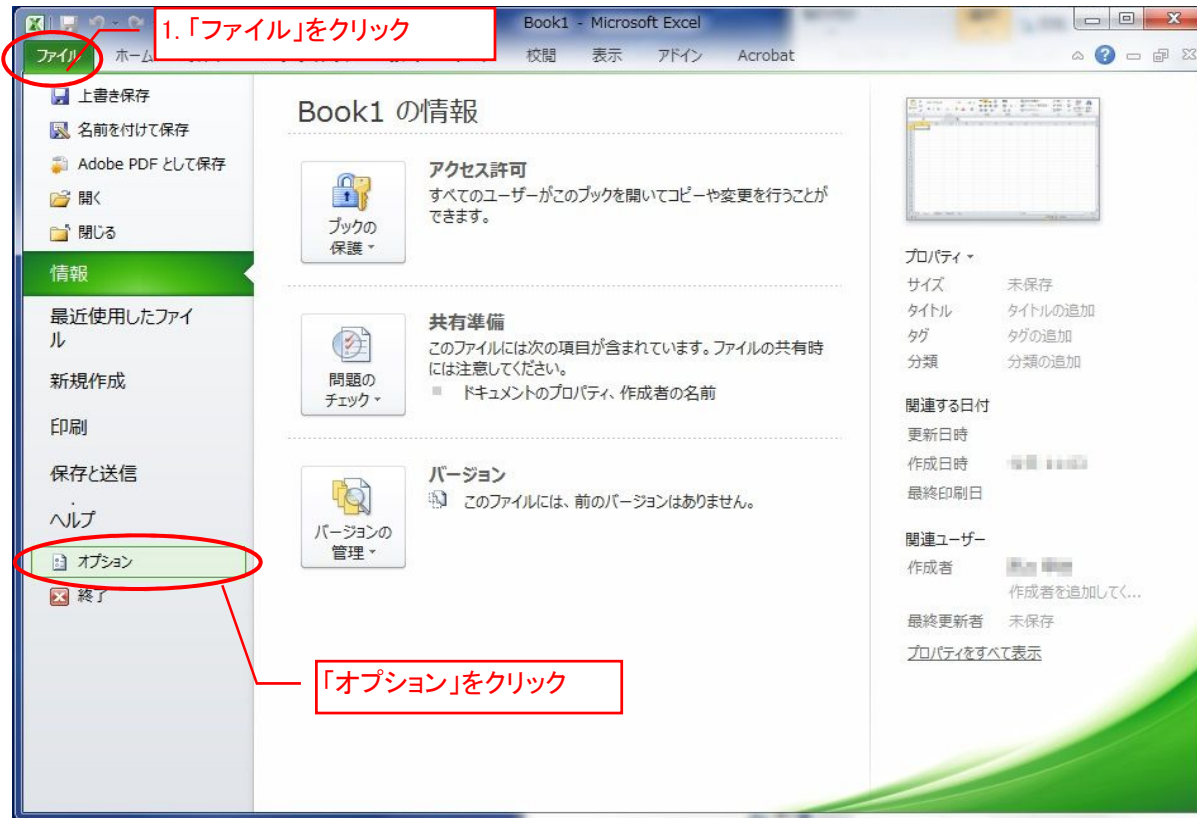 1. 「ファイル」をクリック
Book1 - Microsoft Excel
ファイル
ホーム
校閲
表示
アドイン
Acrobat
上書き保存
名前を付けて保存
Adobe PDF として保存
開く
閉じる
情報
最近使用したファイ
ル
新規作成
印刷
保存と送信
ヘルプ
オプション
終了
Book1 の情報
ブックの
保護
アクセス許可
すべてのユーザーがこのブックを開いてコピーや変更を行うことが
できます。
問題の
チェック
共有準備
このファイルには次の項目が含まれています。ファイルの共有時
には注意してください。
ドキュメントのプロパティ、作成者の名前
バージョンの
管理
バージョン
このファイルには、前のバージョンはありません。
「オプション」をクリック
プロパティ
サイズ 未保存
タイトル タイトルの追加
タグ タグの追加
分類 分類の追加
関連する日付
更新日時
作成日時
最終印刷日
関連ユーザー
作成者
作成者を追加してく...
最終更新者 未保存
プロパティをすべて表示